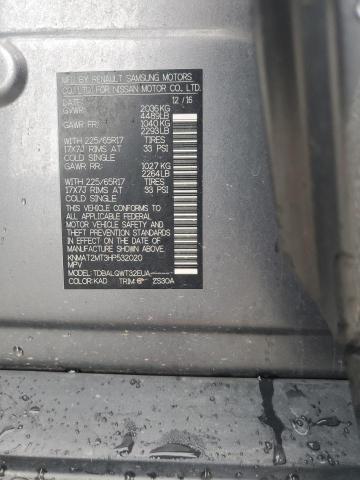 MFD BY RENAULT SAMSUNG MOTORS
CO.,LTD. FOR NISSAN MOTOR CO., LTD.
DATE: 12/16
GVWR: 2036KG
4489LB
GAWR FR: 1040KG
2293LB
WITH 225/65R17 TIRES
17X7J RIMS AT 33 PSI
COLD SINGLE
GAWR RR: 1027KG
2264LB
WITH 225/65R17 TIRES
17X7J RIMS AT 33 PSI
COLD SINGLE
THIS VEHICLE CONFORMS TO ALL
APPLICABLE FEDERAL MOTOR
VEHICLE SAFETY AND THEFT
PREVENTION STANDARDS IN
EFFECT ON THE DATE OF
MANUFACTURE SHOWN ABOVE.
KNMAT2MT3HP532020
MPV
MODEL: TDBALQWT32EUA------
COLOR: KAD TRIM: G ZS30A